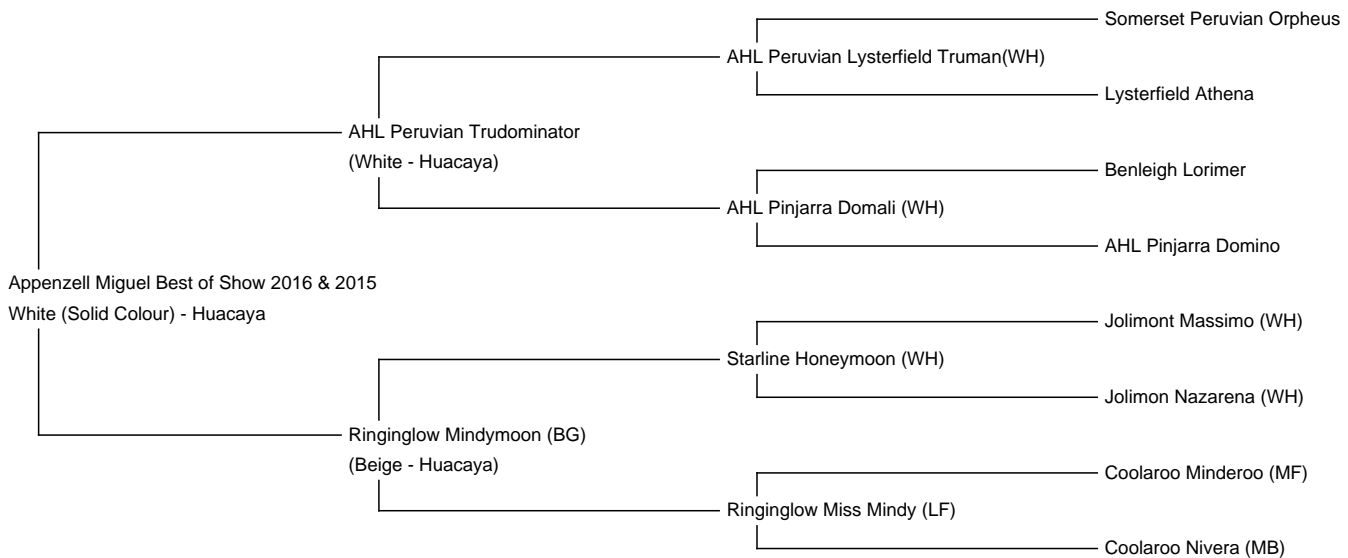 Somerset Peruvian Orpheus
AHL Peruvian Lysterfield Truman(WH)
Lysterfield Athena
AHL Peruvian Trudominator
(White - Huacaya)
Benleigh Lorimer
AHL Pinjarra Domali (WH)
AHL Pinjarra Domino
Appenzell Miguel Best of Show 2016 & 2015
White (Solid Colour) - Huacaya
Jolimont Massimo (WH)
Starline Honeymoon (WH)
Jolimon Nazarena (WH)
Ringinglow Mindymoon (BG)
(Beige - Huacaya)
Coolaroo Minderoo (MF)
Ringinglow Miss Mindy (LF)
Coolaroo Nivera (MB)